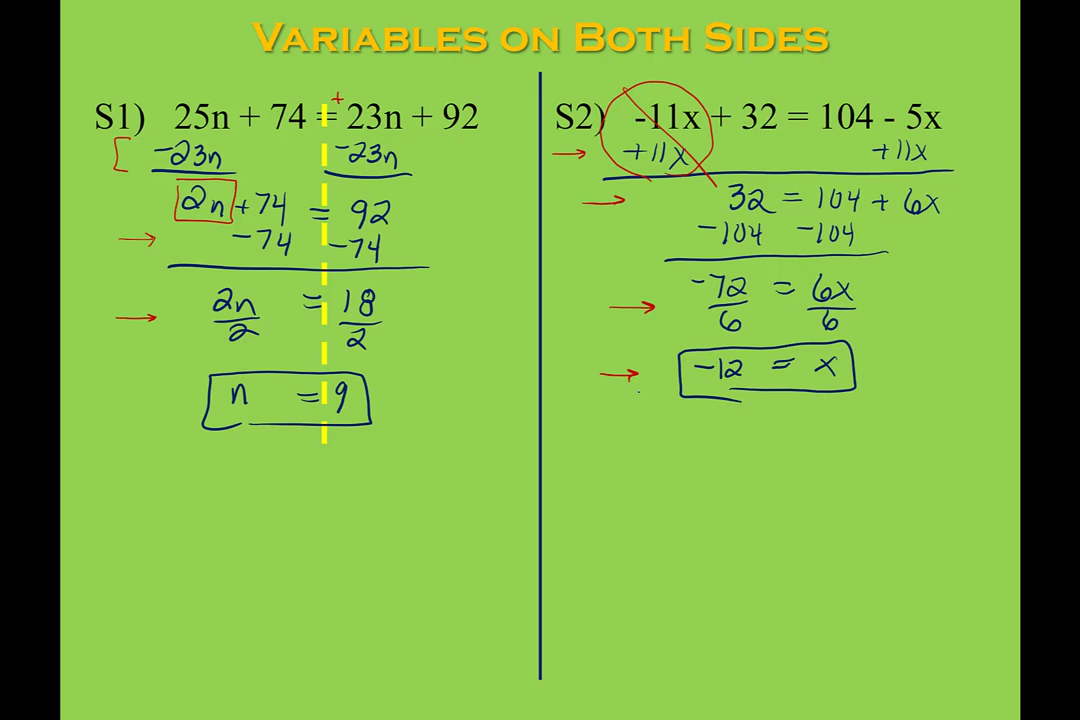 VARIABLES ON BOTH SIDES
S1) 25n + 74 = 23n + 92
+
-23n -23n
2n + 74 = 92
-74 -74
2n = 18
2 2
n = 9
S2) -11x + 32 = 104 - 5x
+11x +11x
32 = 104 + 6x
-104 -104
-72 = 6x
6 6
-12 = x